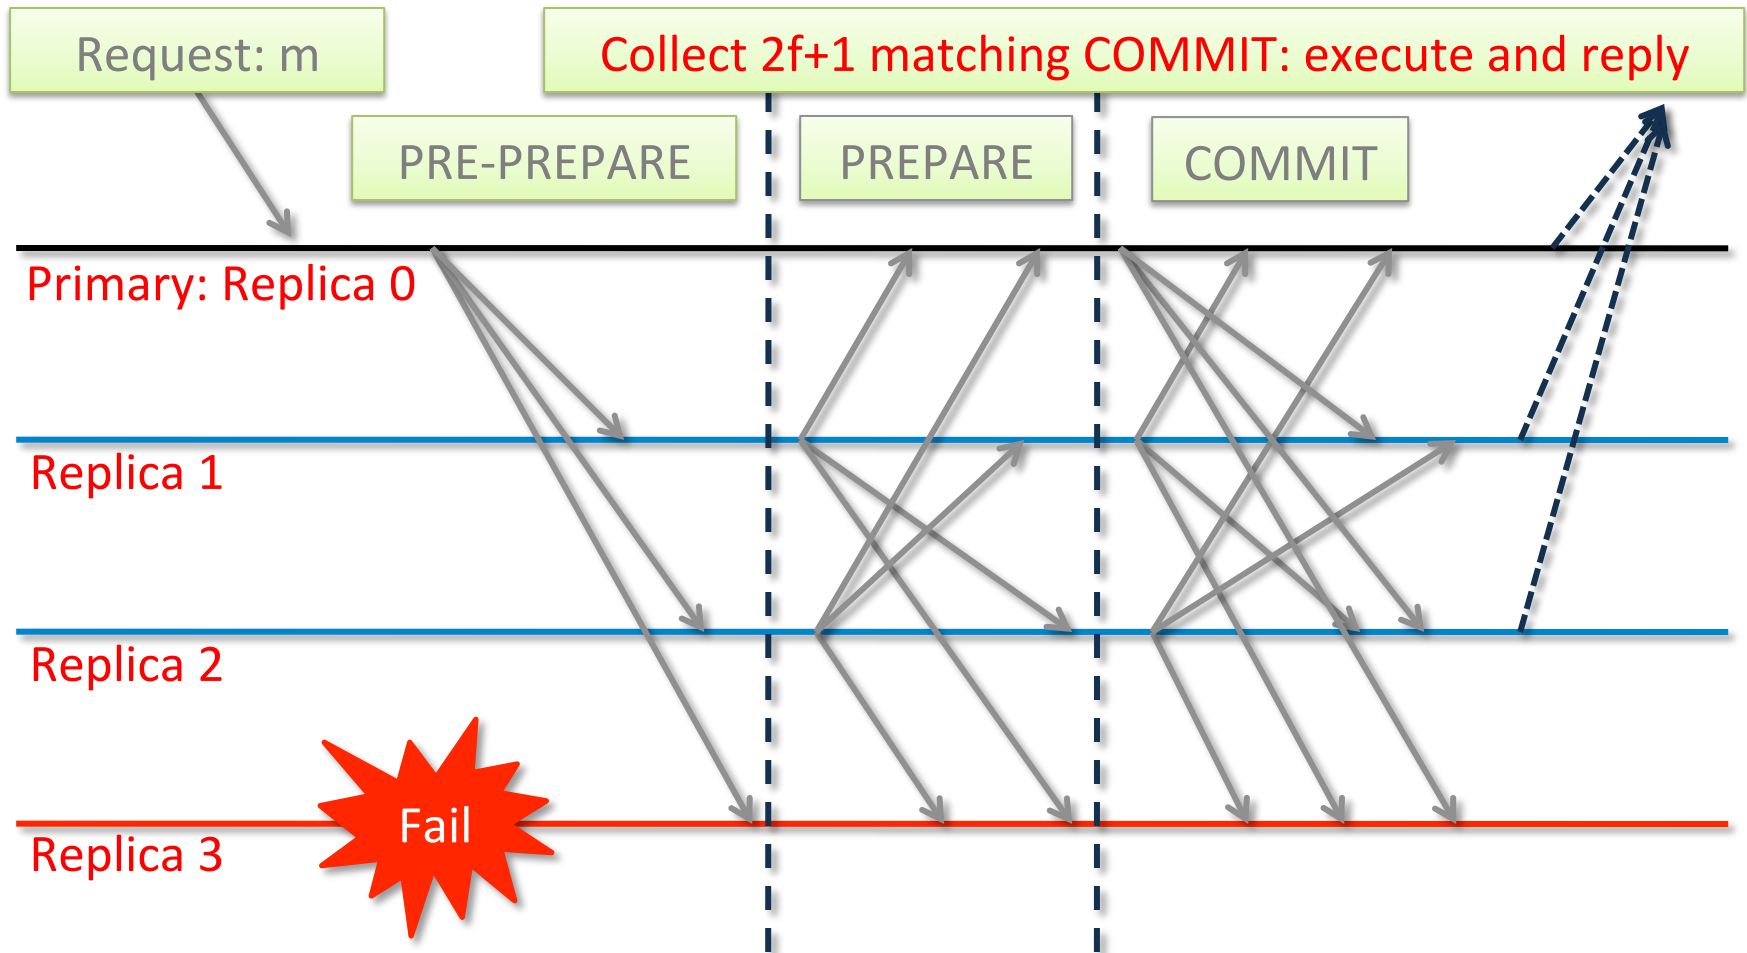 Request: m
Collect 2f+1 matching COMMIT: execute and reply
PRE-PREPARE
PREPARE
COMMIT
Primary: Replica 0
Replica 1
Replica 2
Fail
Replica 3